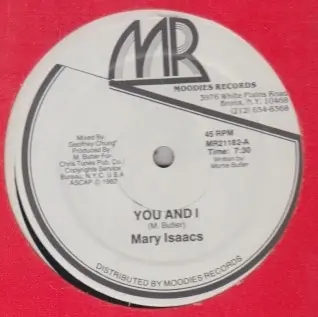 MR
MOODIES RECORDS
3976 White Plains Road
Bronx, N.Y. 10466
(212) 654-8368
Mixed By:
Geoffrey Chung
Produced By:
M. Butler For
Chris Tunes Pub. Co.,
Copyrights Service
Bureau, N.Y.C. U.S.A
ASCAP Ⓟ 1982
45 RPM
MR21182-A
Time: 7:30
Written by:
Butler
YOU AND I
(M. Butler)
Mary Isaacs
DISTRIBUTED BY MOODIES RECORDS